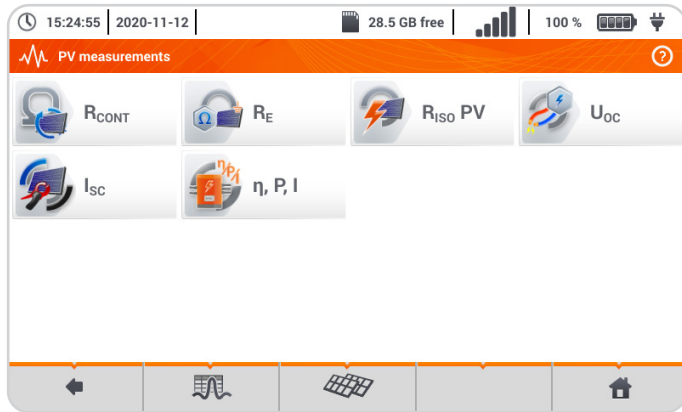 15:24:55 2020-11-12 28.5 GB free 100 %
PV measurements ?
RCONT RE RISO PV UOC
ISC η, P, I